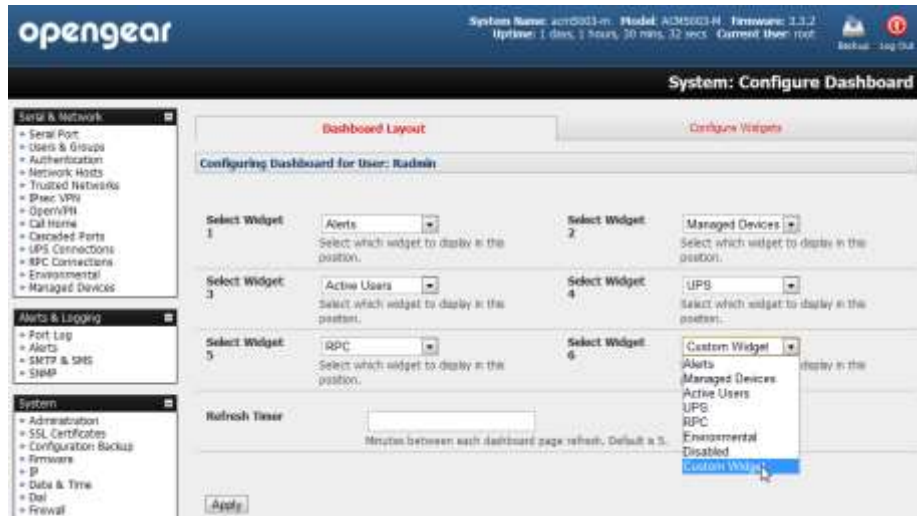 opengear
System Name: acm5003-m Model: ACM5003-M Firmware: 3.3.2
Uptime: 1 days, 1 hours, 30 mins, 32 secs Current User: root
Backup Log Out
System: Configure Dashboard
Serial & Network
Serial Port
Users & Groups
Authentication
Network Hosts
Trusted Networks
IPsec VPN
OpenVPN
Call Home
Cascaded Ports
UPS Connections
RPC Connections
Environmental
Managed Devices
Alerts & Logging
Port Log
Alerts
SMTP & SMS
SNMP
System
Administration
SSL Certificates
Configuration Backup
Firmware
IP
Date & Time
Dial
Firewall
Dashboard Layout
Configure Widgets
Configuring Dashboard for User: Radmin
Select Widget 1
Alerts
Select which widget to display in this position.
Select Widget 2
Managed Devices
Select which widget to display in this position.
Select Widget 3
Active Users
Select which widget to display in this position.
Select Widget 4
UPS
Select which widget to display in this position.
Select Widget 5
RPC
Select which widget to display in this position.
Select Widget 6
Custom Widget
display in this
Alerts
Managed Devices
Active Users
UPS
RPC
Environmental
Disabled
Custom Widget
Refresh Timer
Minutes between each dashboard page refresh. Default is 5.
Apply